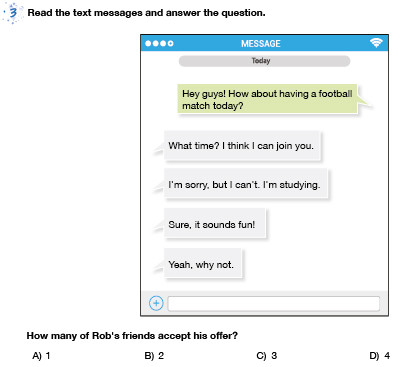 3 Read the text messages and answer the question.
MESSAGE
Today
Hey guys! How about having a football
match today?
What time? I think I can join you.
I'm sorry, but I can't. I'm studying.
Sure, it sounds fun!
Yeah, why not.
How many of Rob's friends accept his offer?
A) 1 B) 2 C) 3 D) 4